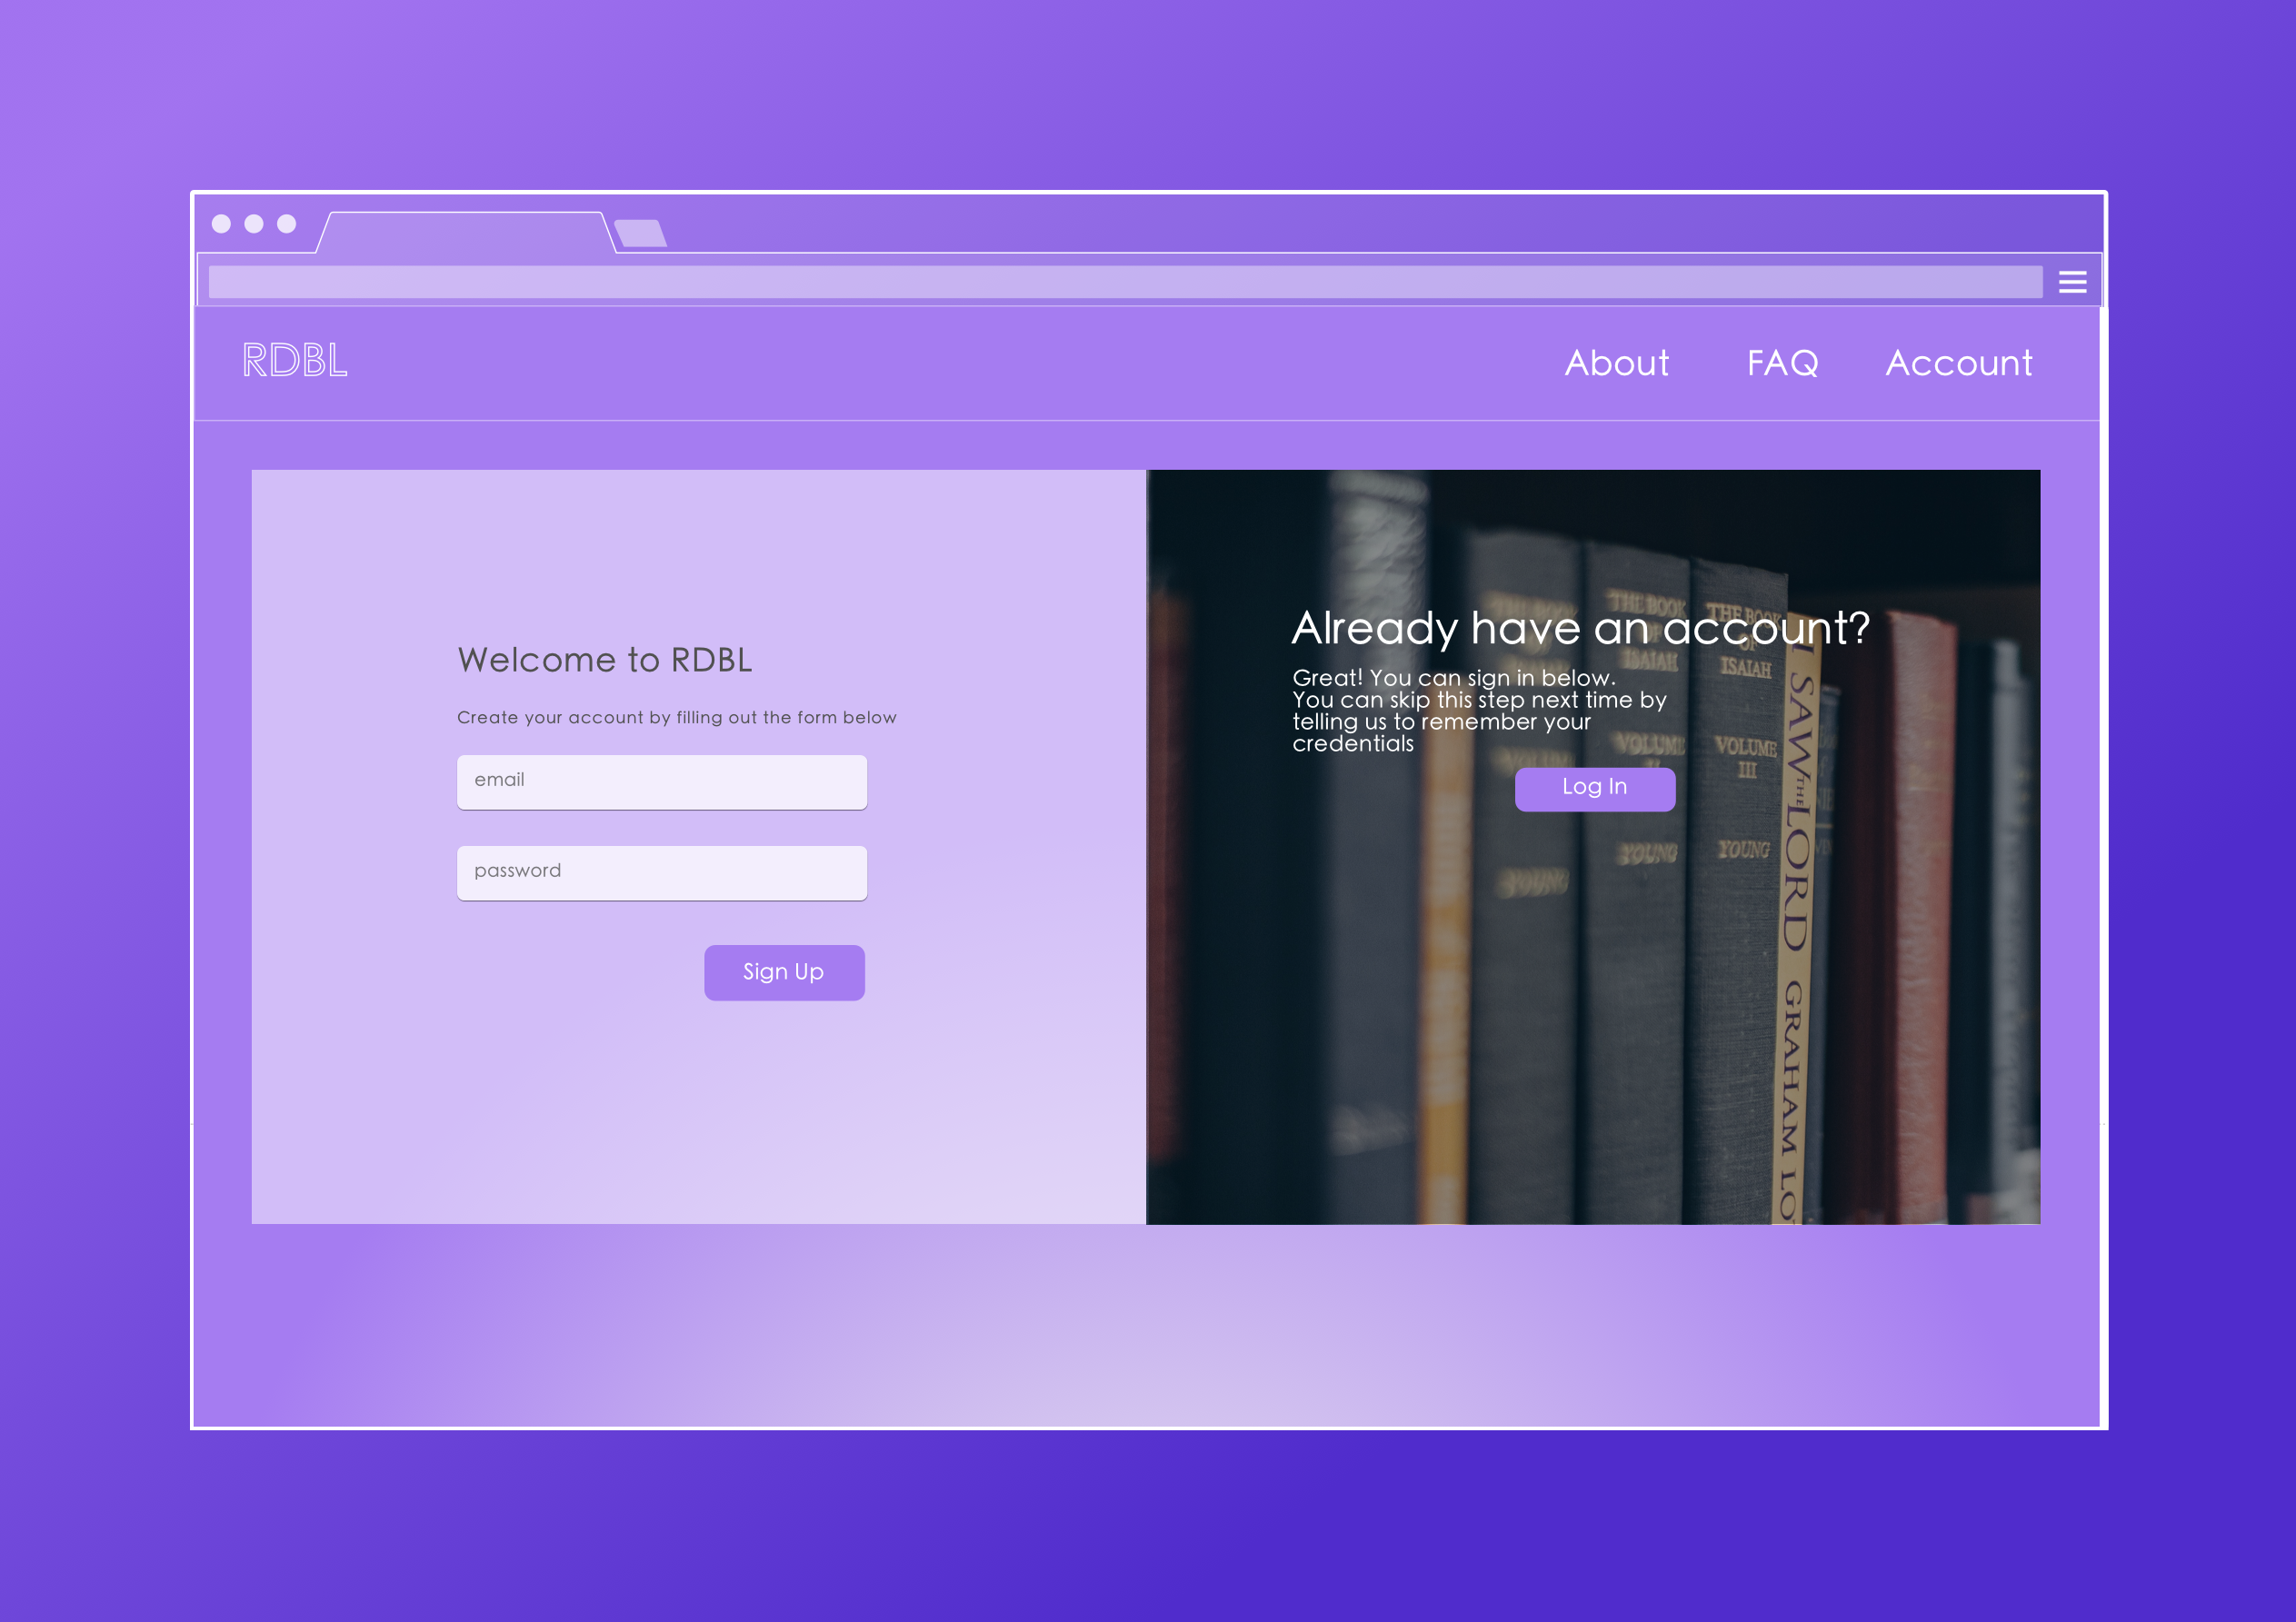 RDBL
About FAQ Account
Welcome to RDBL
Create your account by filling out the form below
email
password
Sign Up
Already have an account?
Great! You can sign in below.
You can skip this step next time by
telling us to remember your
credentials
Log In
THE BOOK
ISAIAH
VOLUME
YOUNG
THE BOOK
OF
ISAIAH
VOLUME
III
YOUNG
I SAW THE LORD GRAHAM
YOUNG